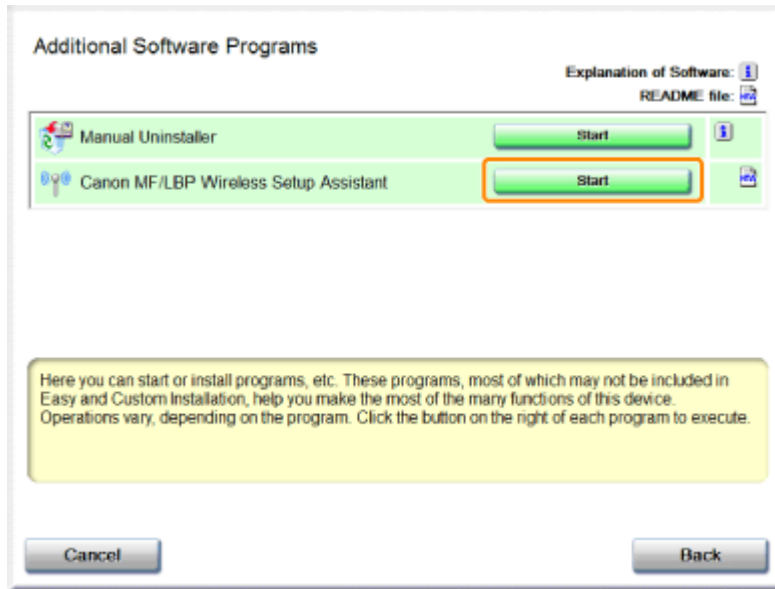 Additional Software Programs
Explanation of Software:
README file:
Manual Uninstaller
Start
Canon MF/LBP Wireless Setup Assistant
Start
Here you can start or install programs, etc. These programs, most of which may not be included in
Easy and Custom Installation, help you make the most of the many functions of this device.
Operations vary, depending on the program. Click the button on the right of each program to execute.
Cancel
Back